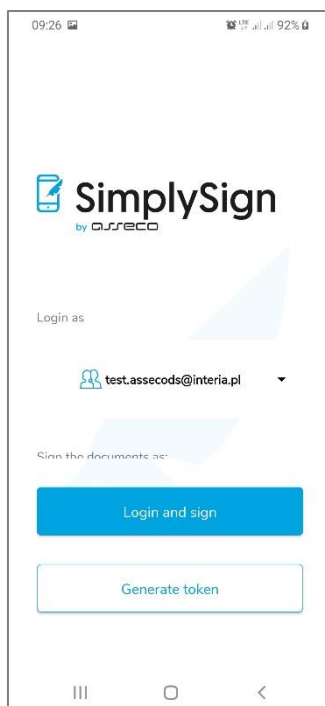 09:26 92%
SimplySign
by asseco
Login as
test.assecods@interia.pl
Sign the documents as:
Login and sign
Generate token